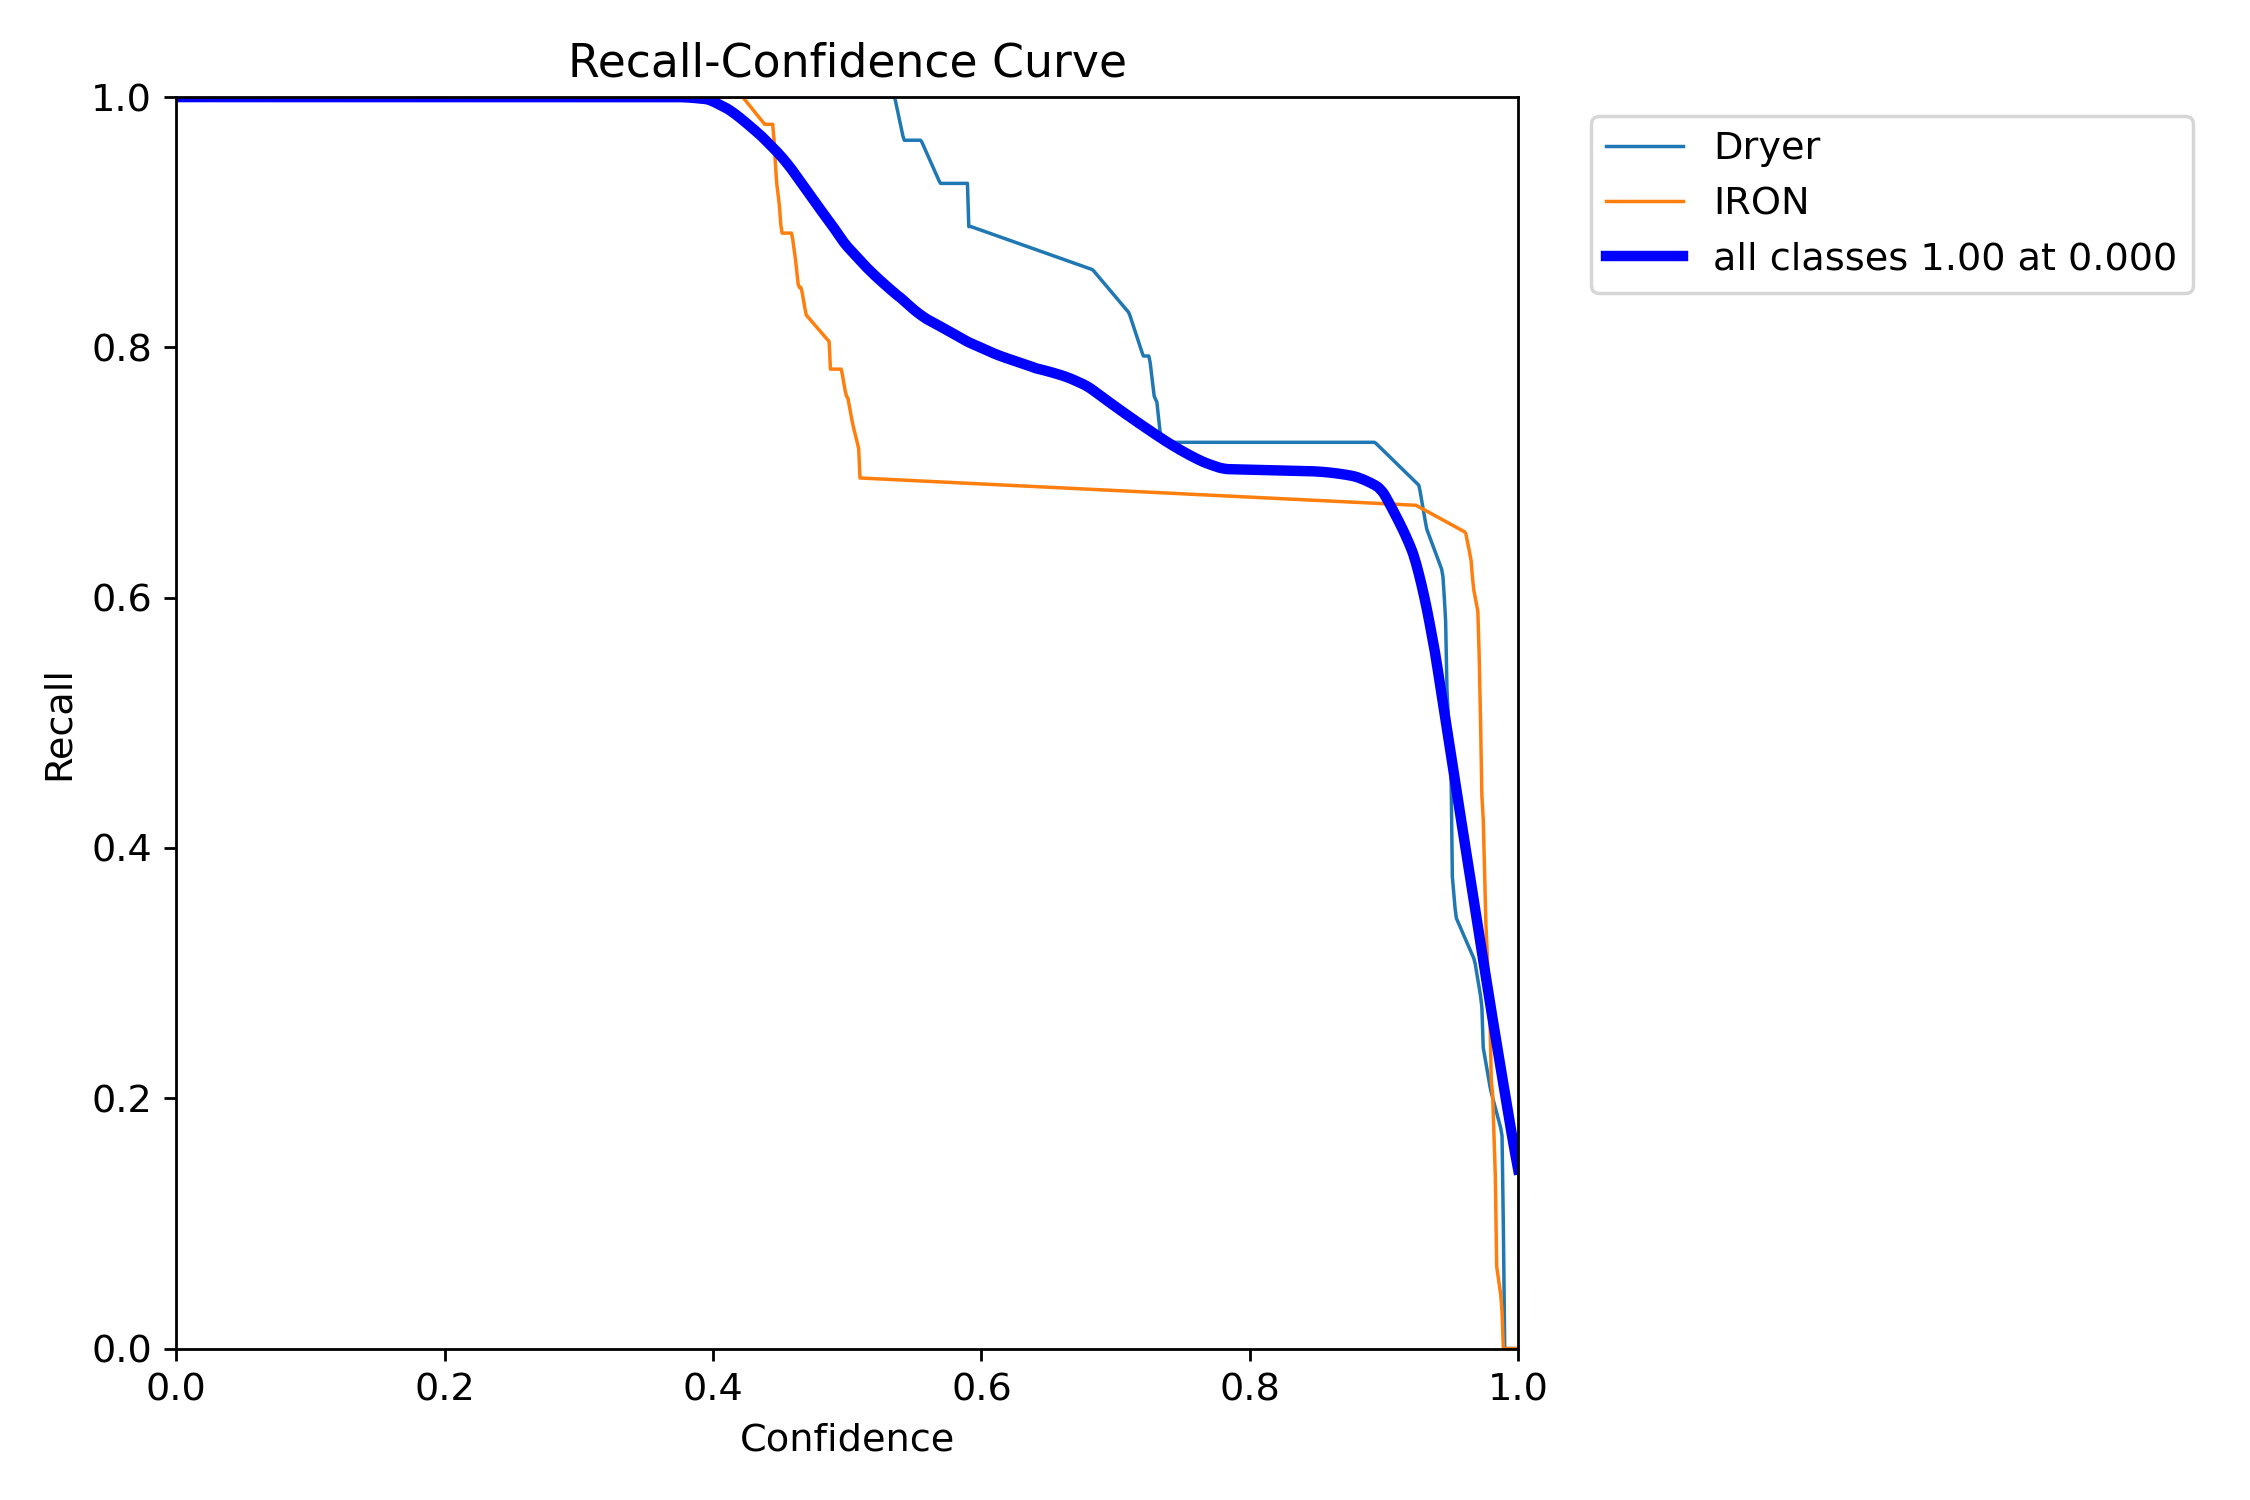 Recall-Confidence Curve
1.0
0.8
0.6
0.4
0.2
0.0
Recall
0.0 0.2 0.4 0.6 0.8 1.0
Confidence
Dryer
IRON
all classes 1.00 at 0.000